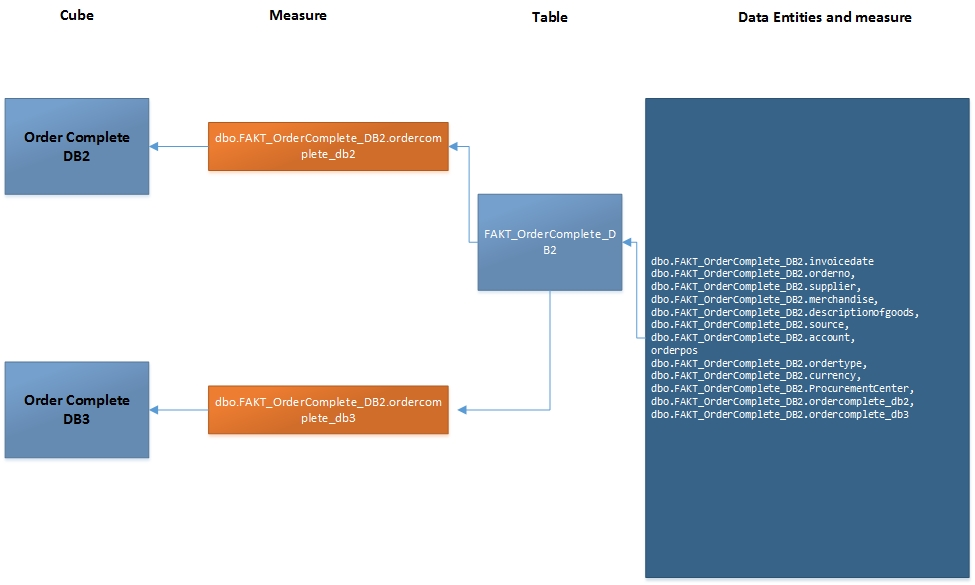 Cube
Measure
Table
Data Entities and measure
Order Complete
DB2
dbo.FAKT_OrderComplete_DB2.ordercom
plete_db2
FAKT_OrderComplete_D
B2
dbo.FAKT_OrderComplete_DB2.invoicedate
dbo.FAKT_OrderComplete_DB2.orderno,
dbo.FAKT_OrderComplete_DB2.supplier,
dbo.FAKT_OrderComplete_DB2.merchandise,
dbo.FAKT_OrderComplete_DB2.descriptionofgoods,
dbo.FAKT_OrderComplete_DB2.source,
dbo.FAKT_OrderComplete_DB2.account,
orderpos
dbo.FAKT_OrderComplete_DB2.ordertype,
dbo.FAKT_OrderComplete_DB2.currency,
dbo.FAKT_OrderComplete_DB2.ProcurementCenter,
dbo.FAKT_OrderComplete_DB2.ordercomplete_db2,
dbo.FAKT_OrderComplete_DB2.ordercomplete_db3
Order Complete
DB3
dbo.FAKT_OrderComplete_DB2.ordercom
plete_db3